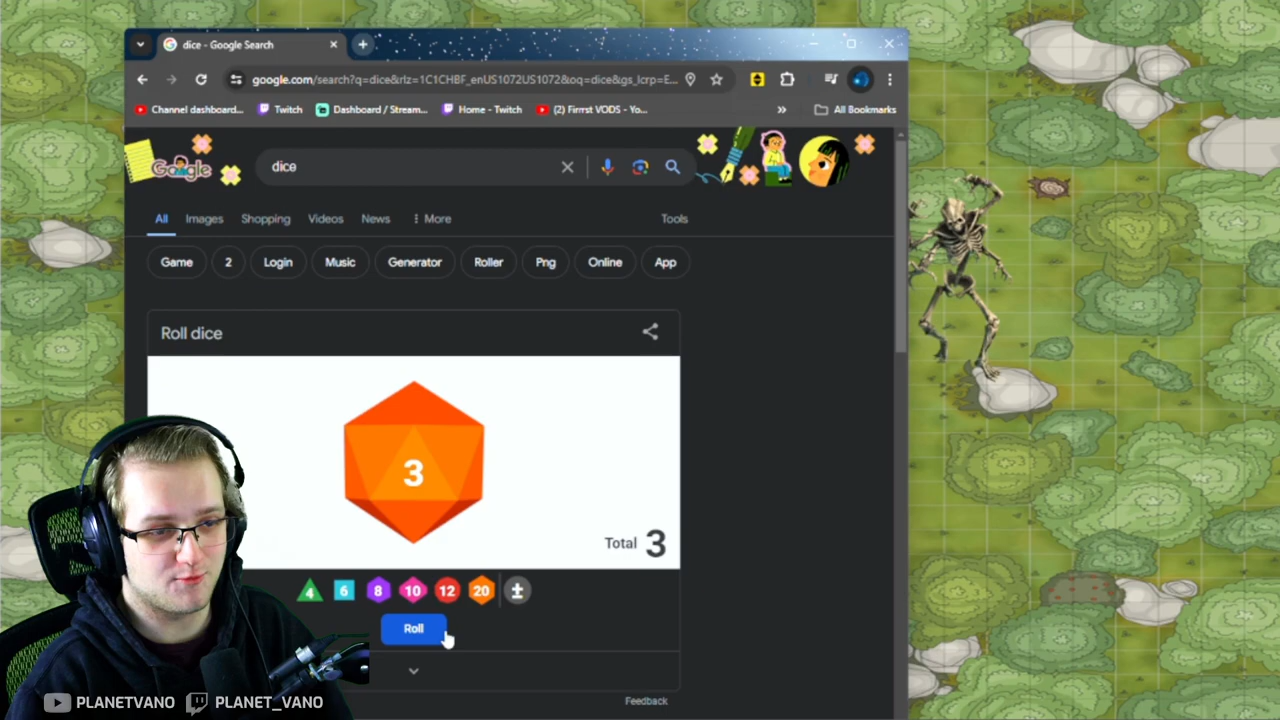 dice - Google Search
google.com/search?q=dice&rlz=1C1CHBF_enUS1072US1072&oq=dice&gs_lcrp=E...
Channel dashboard... Twitch Dashboard / Stream... Home - Twitch (2) Firrrst VODS - Yo... » All Bookmarks
Google
dice
All Images Shopping Videos News More Tools
Game 2 Login Music Generator Roller Png Online App
Roll dice
3
Total 3
4 6 8 10 12 20 ±
Roll
Feedback
PLANETVANO PLANET_VANO